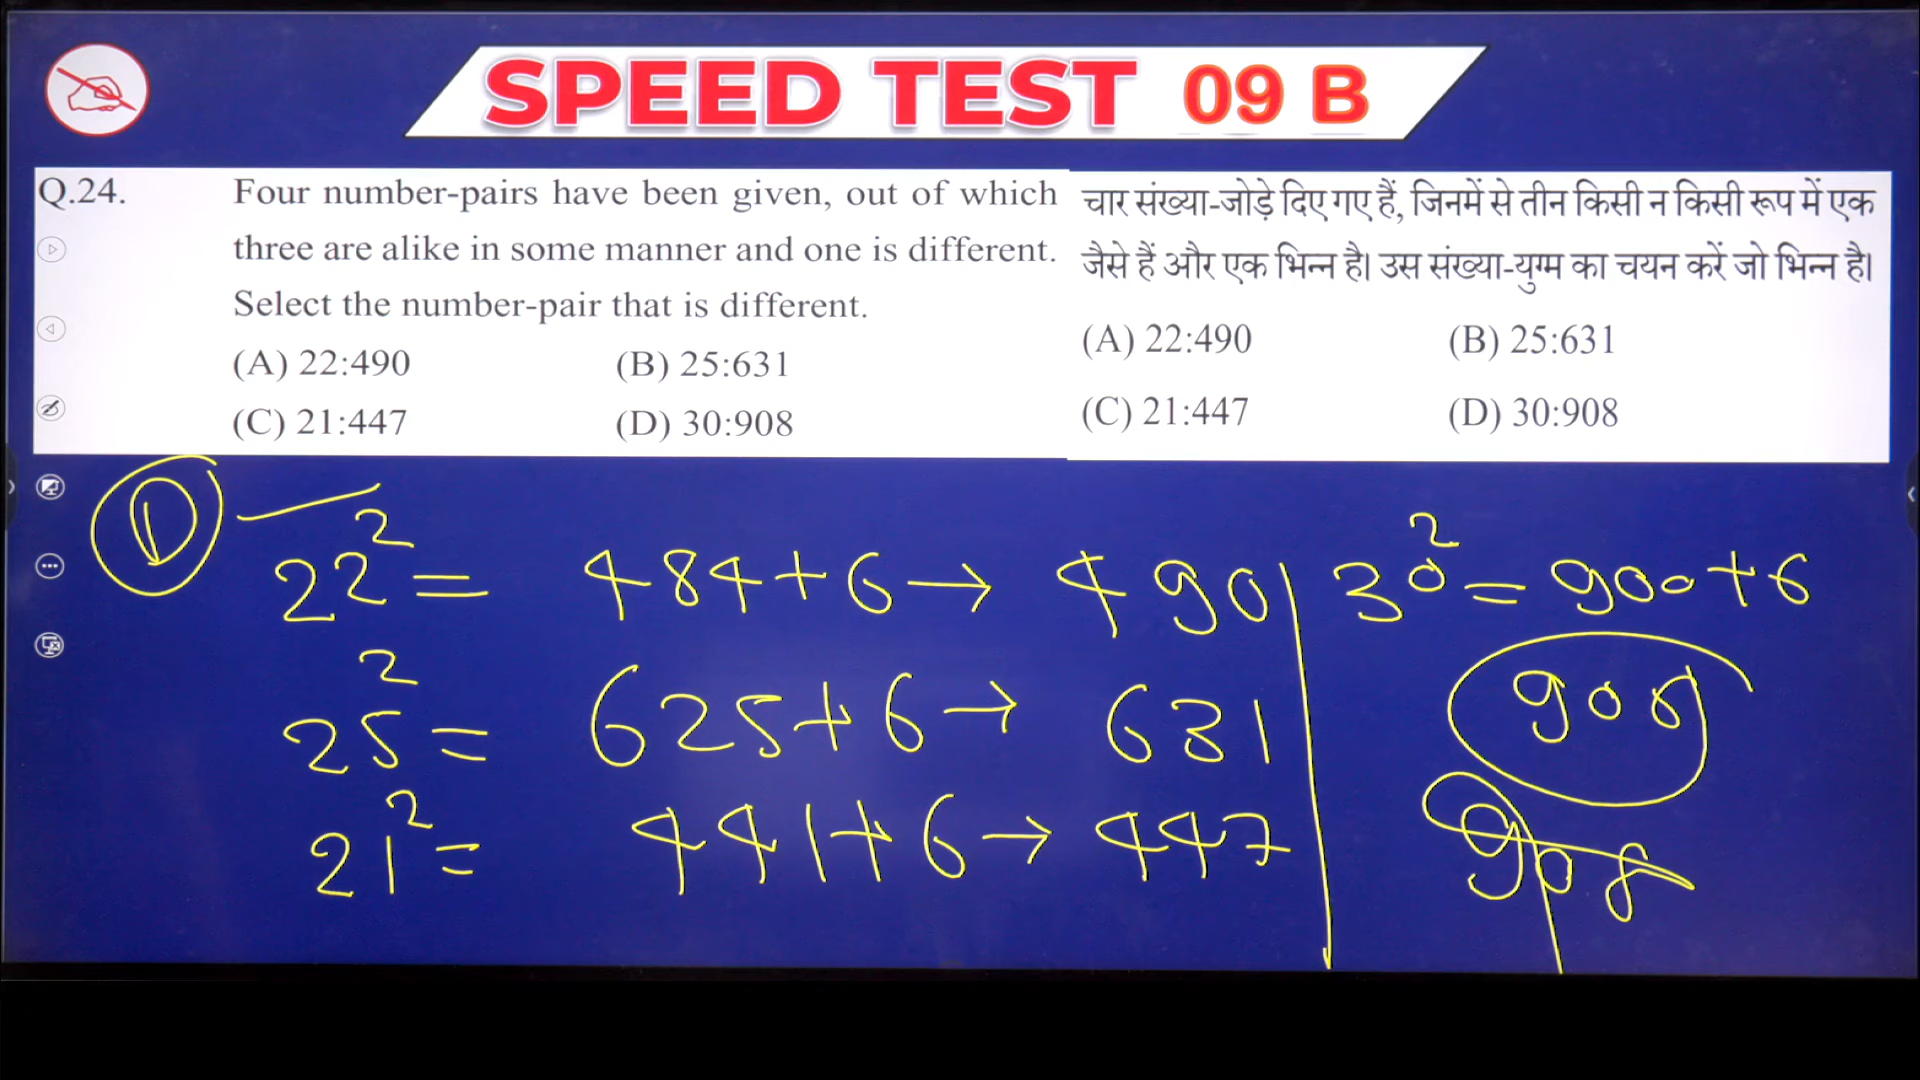 SPEED TEST 09 B
Q.24.
Four number-pairs have been given, out of which
three are alike in some manner and one is different.
Select the number-pair that is different.
(A) 22:490 (B) 25:631
(C) 21:447 (D) 30:908
चार संख्या-जोड़े दिए गए हैं, जिनमें से तीन किसी न किसी रूप में एक
जैसे हैं और एक भिन्न है। उस संख्या-युग्म का चयन करें जो भिन्न है।
(A) 22:490 (B) 25:631
(C) 21:447 (D) 30:908
D
22² = 484+6 → 490
25² = 625+6 → 631
21² = 441+6 → 447
30² = 900+6
906
908